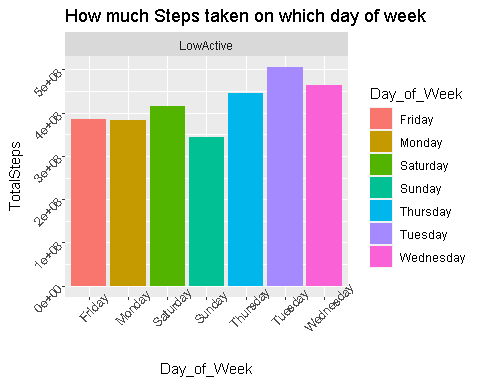 How much Steps taken on which day of week
LowActive
TotalSteps
5e+08
4e+08
3e+08
2e+08
1e+08
0e+00
Friday
Monday
Saturday
Sunday
Thursday
Tuesday
Wednesday
Day_of_Week
Day_of_Week
Friday
Monday
Saturday
Sunday
Thursday
Tuesday
Wednesday